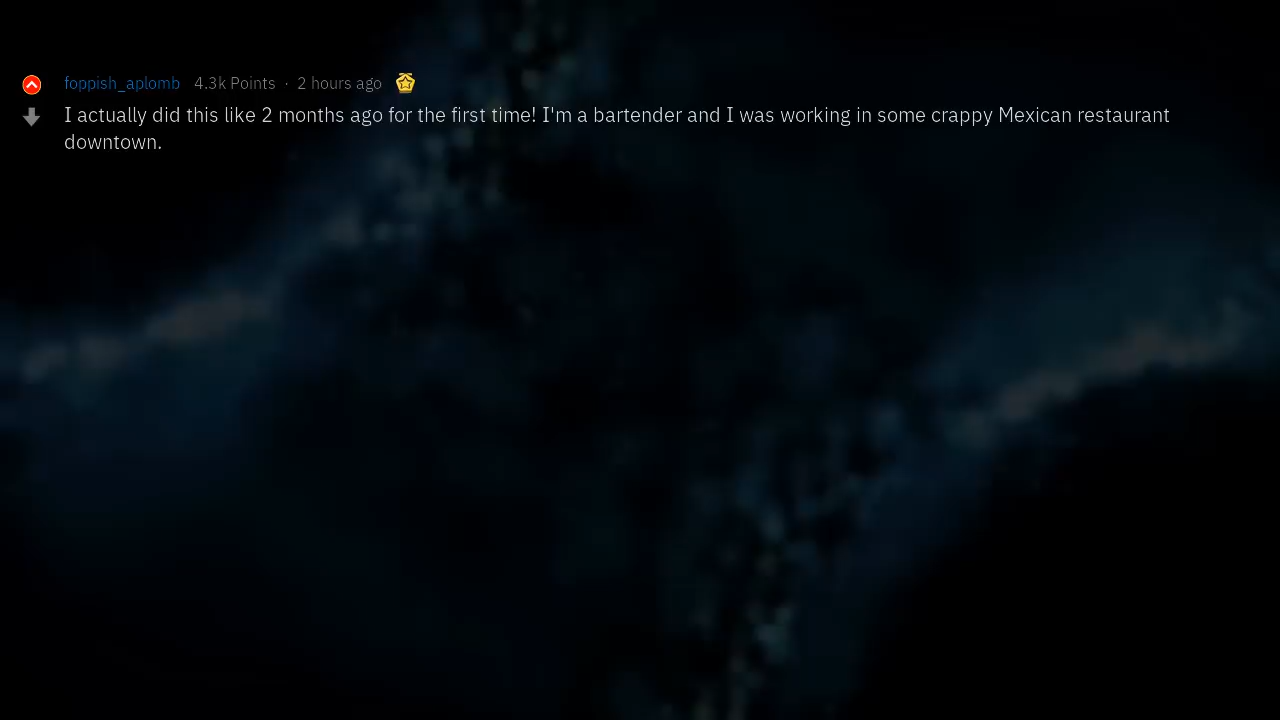 foppish_aplomb 4.3k Points · 2 hours ago
I actually did this like 2 months ago for the first time! I'm a bartender and I was working in some crappy Mexican restaurant
downtown.